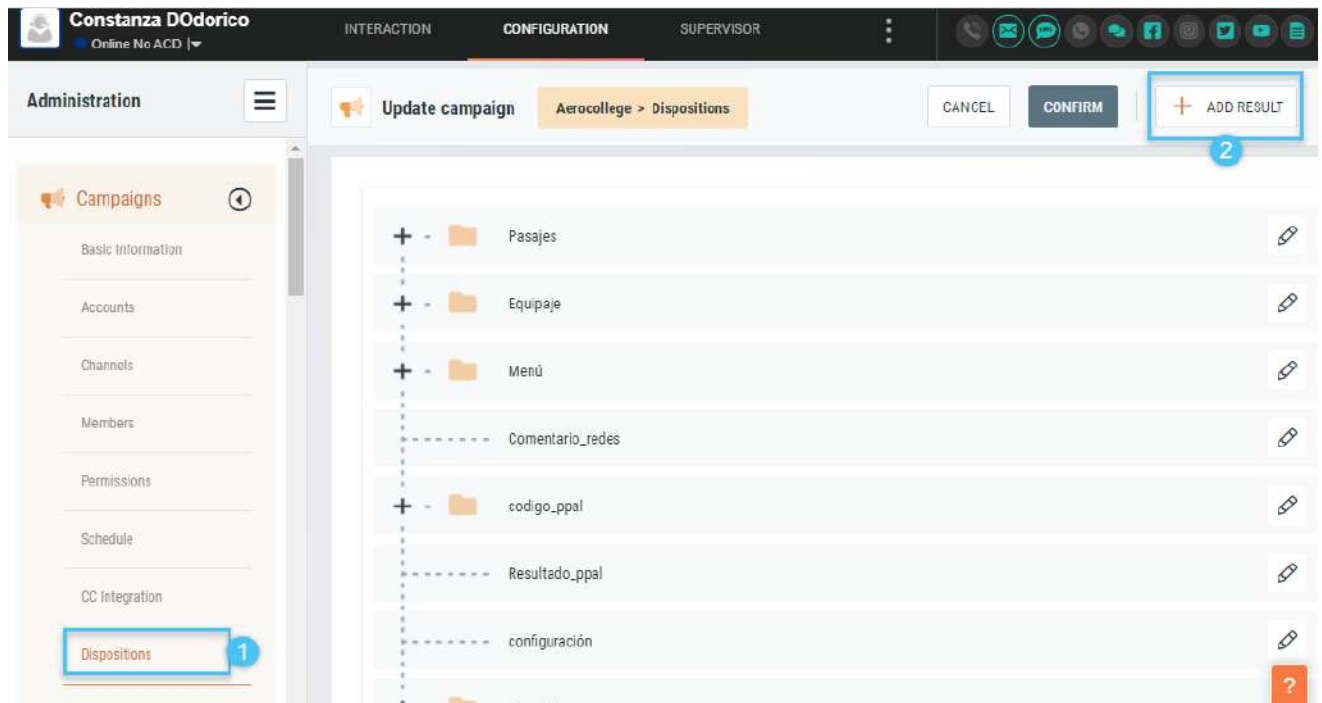 Constanza DOdorico
Online No ACD
INTERACTION
CONFIGURATION
SUPERVISOR
Administration
Update campaign
Aerocollege > Dispositions
CANCEL
CONFIRM
+ ADD RESULT
2
Campaigns
Basic Information
Accounts
Channels
Members
Permissions
Schedule
CC Integration
Dispositions
1
Pasajes
Equipaje
Menú
Comentario_redes
codigo_ppal
Resultado_ppal
configuración
?